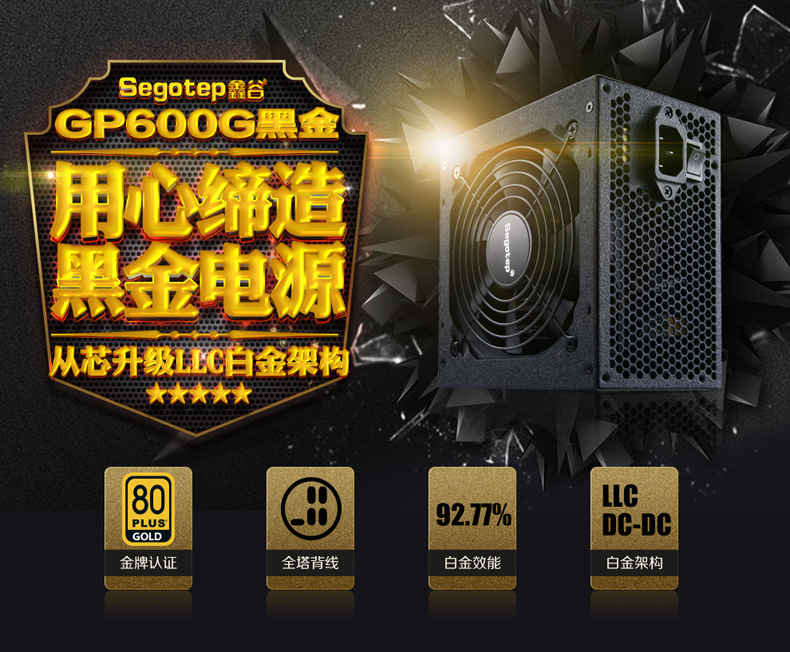 Segotep鑫谷
GP600G黑金
用心缔造
黑金电源
从芯升级LLC白金架构
Segotep
80
PLUS
GOLD
金牌认证
全塔背线
92.77%
白金效能
LLC
DC-DC
白金架构